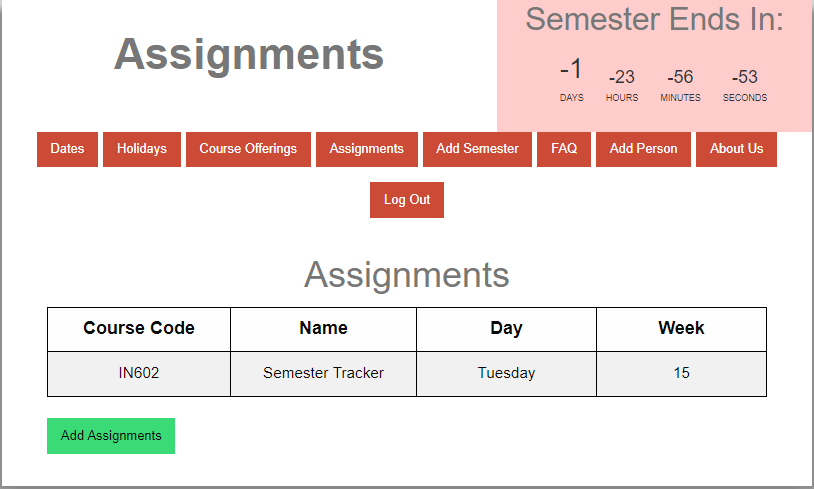 Assignments
Semester Ends In:
-1 -23 -56 -53
DAYS HOURS MINUTES SECONDS
Dates Holidays Course Offerings Assignments Add Semester FAQ Add Person About Us
Log Out
Assignments
Course Code Name Day Week
IN602 Semester Tracker Tuesday 15
Add Assignments